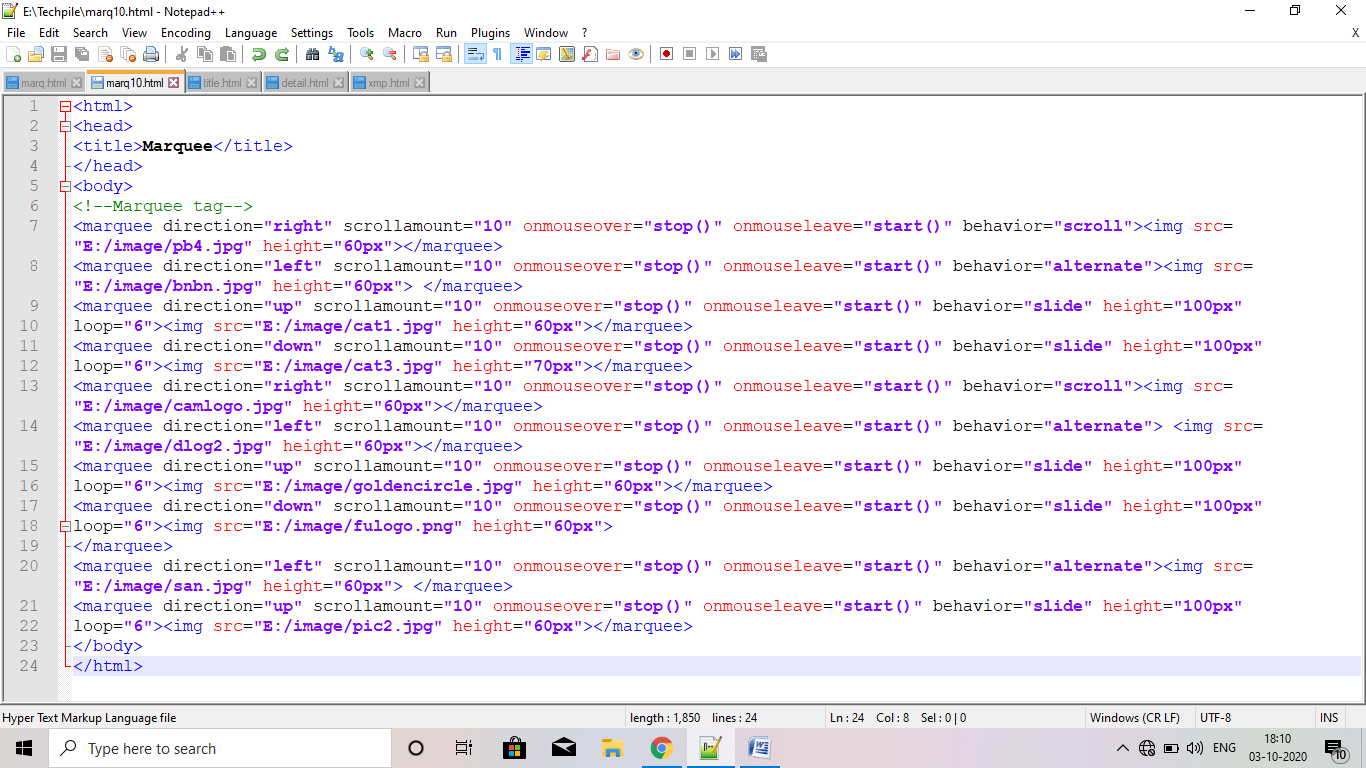 E:\Techpile\marq10.html - Notepad++
File Edit Search View Encoding Language Settings Tools Macro Run Plugins Window ? X
marq.html marq10.html title.html detail.html xmp.html
1 <html>
2 <head>
3 <title>Marquee</title>
4 </head>
5 <body>
6 <!--Marquee tag-->
7 <marquee direction="right" scrollamount="10" onmouseover="stop()" onmouseleave="start()" behavior="scroll"><img src=
"E:/image/pb4.jpg" height="60px"></marquee>
8 <marquee direction="left" scrollamount="10" onmouseover="stop()" onmouseleave="start()" behavior="alternate"><img src=
"E:/image/bnbn.jpg" height="60px"> </marquee>
9 <marquee direction="up" scrollamount="10" onmouseover="stop()" onmouseleave="start()" behavior="slide" height="100px"
10 loop="6"><img src="E:/image/cat1.jpg" height="60px"></marquee>
11 <marquee direction="down" scrollamount="10" onmouseover="stop()" onmouseleave="start()" behavior="slide" height="100px"
12 loop="6"><img src="E:/image/cat3.jpg" height="70px"></marquee>
13 <marquee direction="right" scrollamount="10" onmouseover="stop()" onmouseleave="start()" behavior="scroll"><img src=
"E:/image/camlogo.jpg" height="60px"></marquee>
14 <marquee direction="left" scrollamount="10" onmouseover="stop()" onmouseleave="start()" behavior="alternate"> <img src=
"E:/image/dlog2.jpg" height="60px"></marquee>
15 <marquee direction="up" scrollamount="10" onmouseover="stop()" onmouseleave="start()" behavior="slide" height="100px"
16 loop="6"><img src="E:/image/goldencircle.jpg" height="60px"></marquee>
17 <marquee direction="down" scrollamount="10" onmouseover="stop()" onmouseleave="start()" behavior="slide" height="100px"
18 loop="6"><img src="E:/image/fulogo.png" height="60px">
19 </marquee>
20 <marquee direction="left" scrollamount="10" onmouseover="stop()" onmouseleave="start()" behavior="alternate"><img src=
"E:/image/san.jpg" height="60px"> </marquee>
21 <marquee direction="up" scrollamount="10" onmouseover="stop()" onmouseleave="start()" behavior="slide" height="100px"
22 loop="6"><img src="E:/image/pic2.jpg" height="60px"></marquee>
23 </body>
24 </html>
Hyper Text Markup Language file length : 1,850 lines : 24 Ln : 24 Col : 8 Sel : 0 | 0 Windows (CR LF) UTF-8 INS
Type here to search ENG 18:10
03-10-2020 10